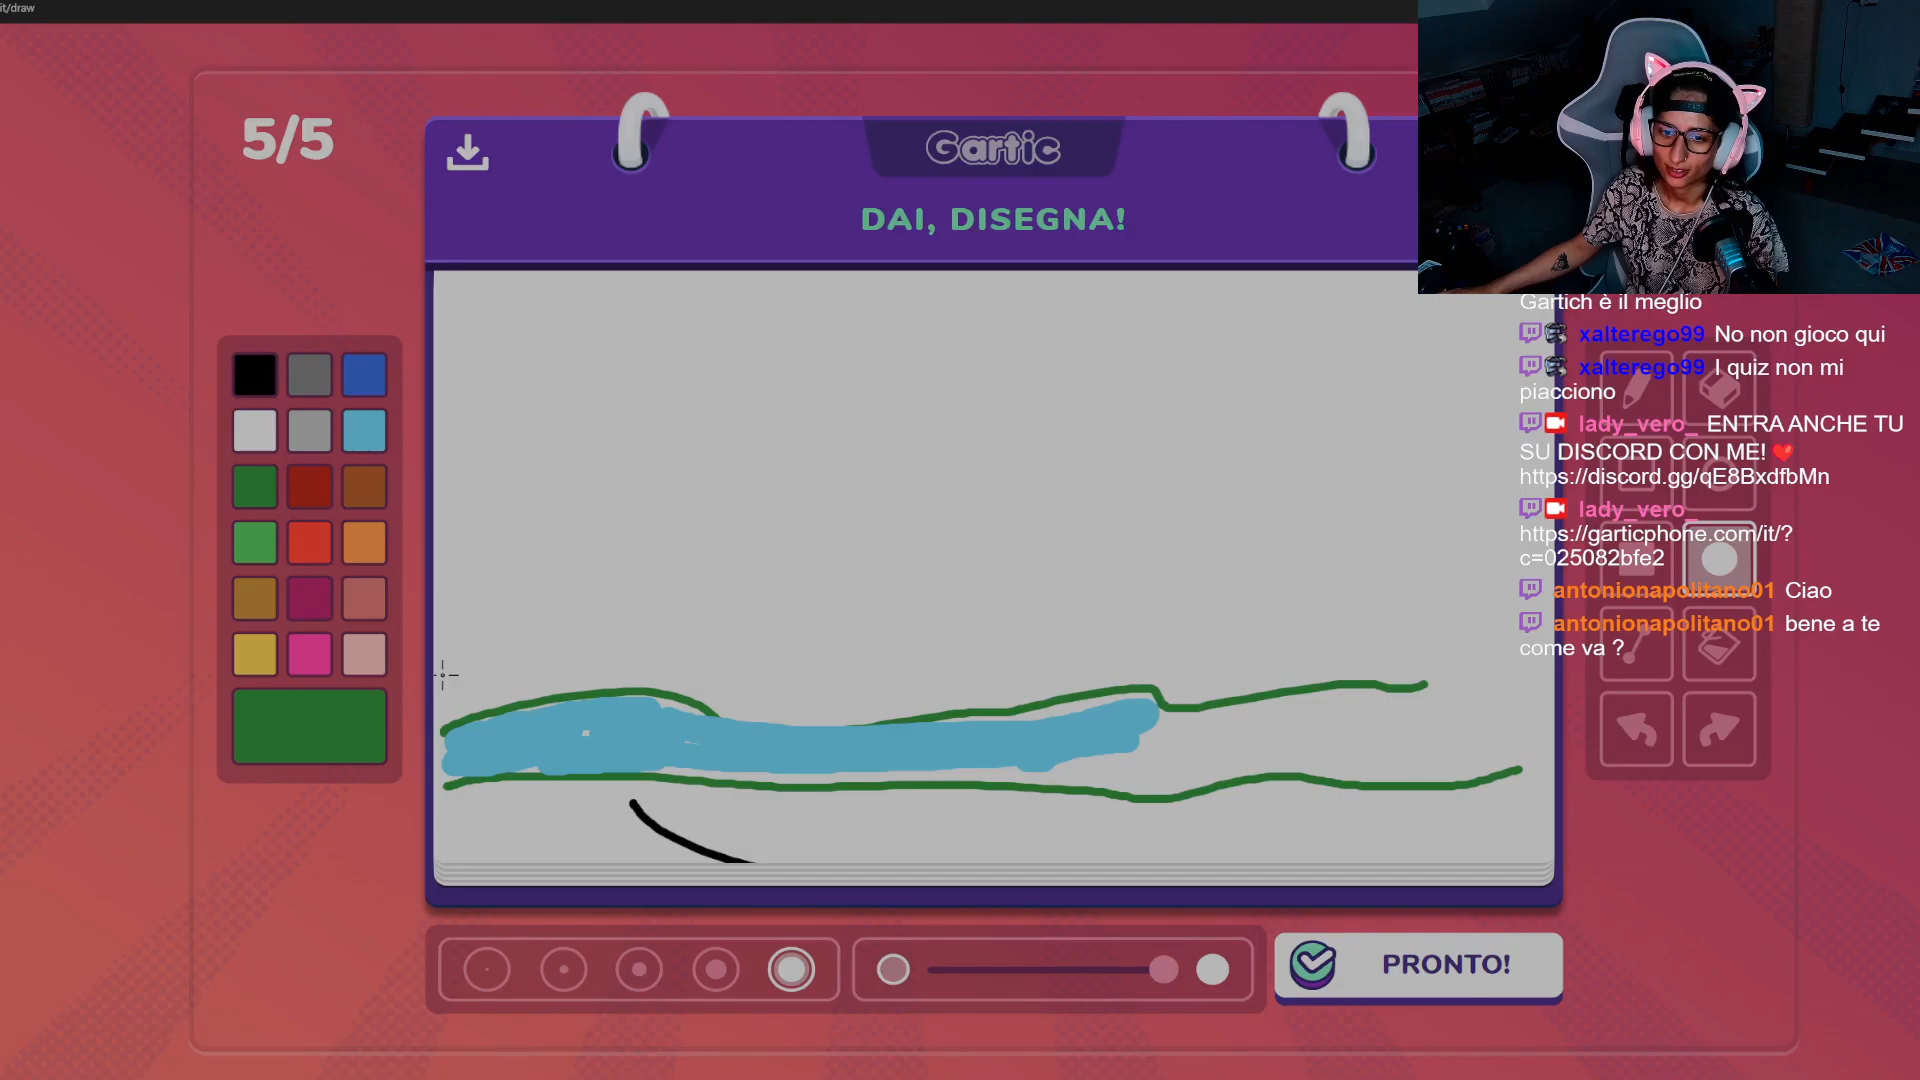 it/draw
5/5
Gartic
DAI, DISEGNA!
Gartich è il meglio
xalterego99 No non gioco qui
xalterego99 I quiz non mi
piacciono
lady_vero_ ENTRA ANCHE TU
SU DISCORD CON ME!
https://discord.gg/qE8BxdfbMn
lady_vero_
https://garticphone.com/it/?
c=025082bfe2
antonionapolitano01 Ciao
antonionapolitano01 bene a te
come va ?
PRONTO!